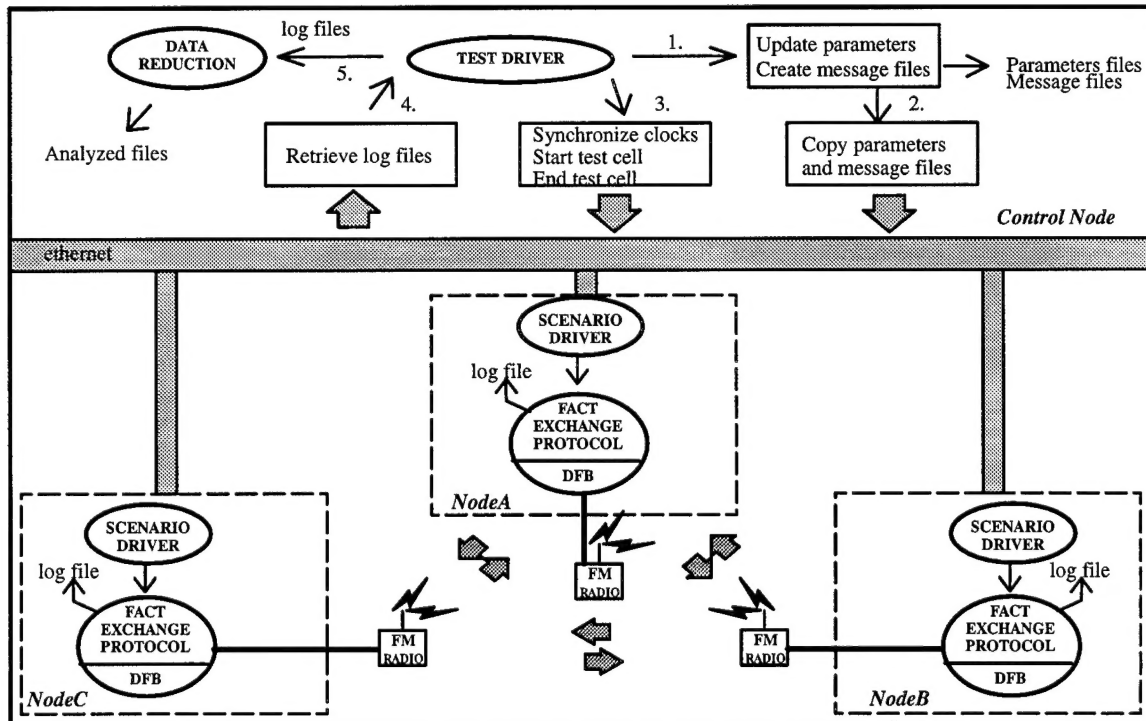 log files
DATA
REDUCTION
5.
TEST DRIVER
1.
Update parameters
Create message files
Parameters files
Message files
4.
3.
2.
Analyzed files
Retrieve log files
Synchronize clocks
Start test cell
End test cell
Copy parameters
and message files
Control Node
ethernet
SCENARIO
DRIVER
log file
FACT
EXCHANGE
PROTOCOL
DFB
NodeA
FM
RADIO
SCENARIO
DRIVER
log file
FACT
EXCHANGE
PROTOCOL
DFB
NodeC
FM
RADIO
SCENARIO
DRIVER
log file
FACT
EXCHANGE
PROTOCOL
DFB
NodeB
FM
RADIO